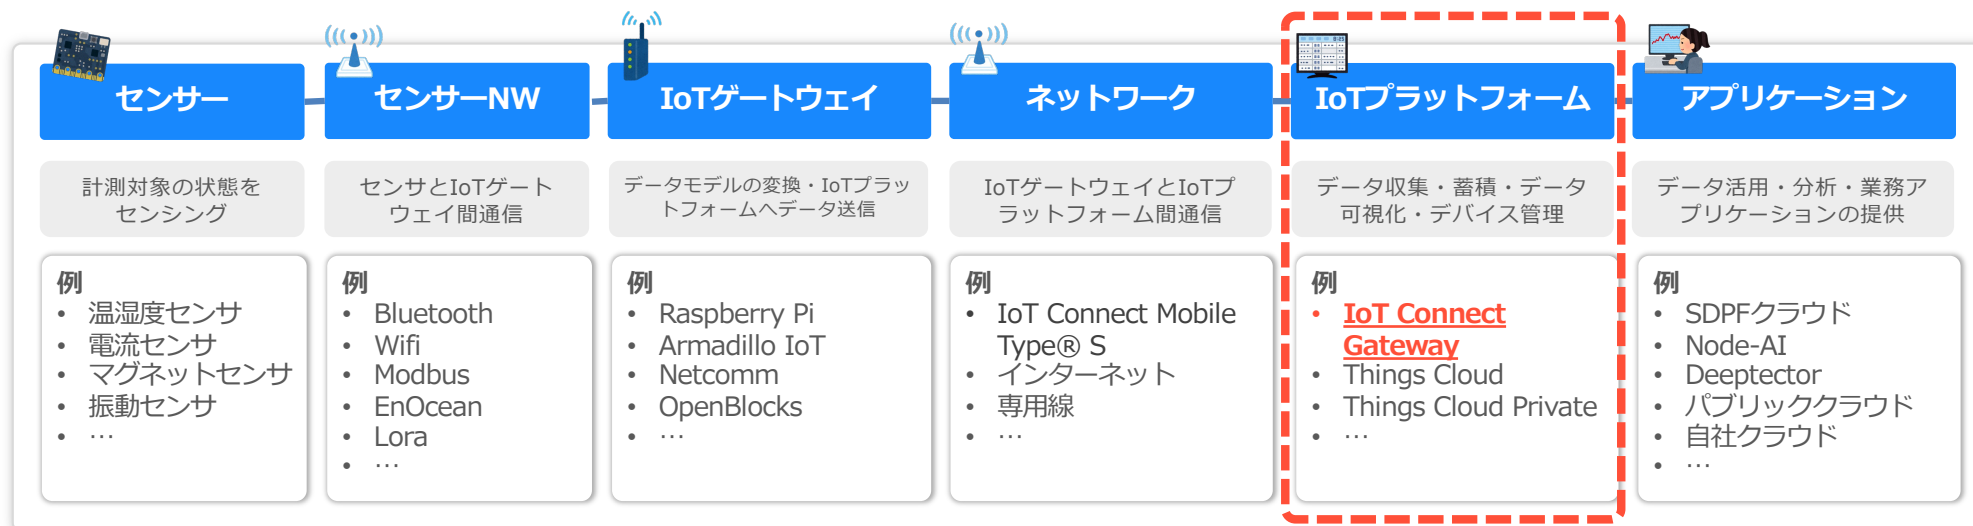 センサー
センサーNW
IoTゲートウェイ
ネットワーク
IoTプラットフォーム
アプリケーション
計測対象の状態を
センシング
センサとIoTゲート
ウェイ間通信
データモデルの変換・IoTプラッ
トフォームへデータ送信
IoTゲートウェイとIoTプ
ラットフォーム間通信
データ収集・蓄積・データ
可視化・デバイス管理
データ活用・分析・業務ア
プリケーションの提供
例
• 温湿度センサ
• 電流センサ
• マグネットセンサ
• 振動センサ
• …
例
• Bluetooth
• Wifi
• Modbus
• EnOcean
• Lora
• …
例
• Raspberry Pi
• Armadillo IoT
• Netcomm
• OpenBlocks
• …
例
• IoT Connect Mobile
Type® S
• インターネット
• 専用線
• …
例
• IoT Connect
Gateway
• Things Cloud
• Things Cloud Private
• …
例
• SDPFクラウド
• Node-AI
• Deeptector
• パブリッククラウド
• 自社クラウド
• …